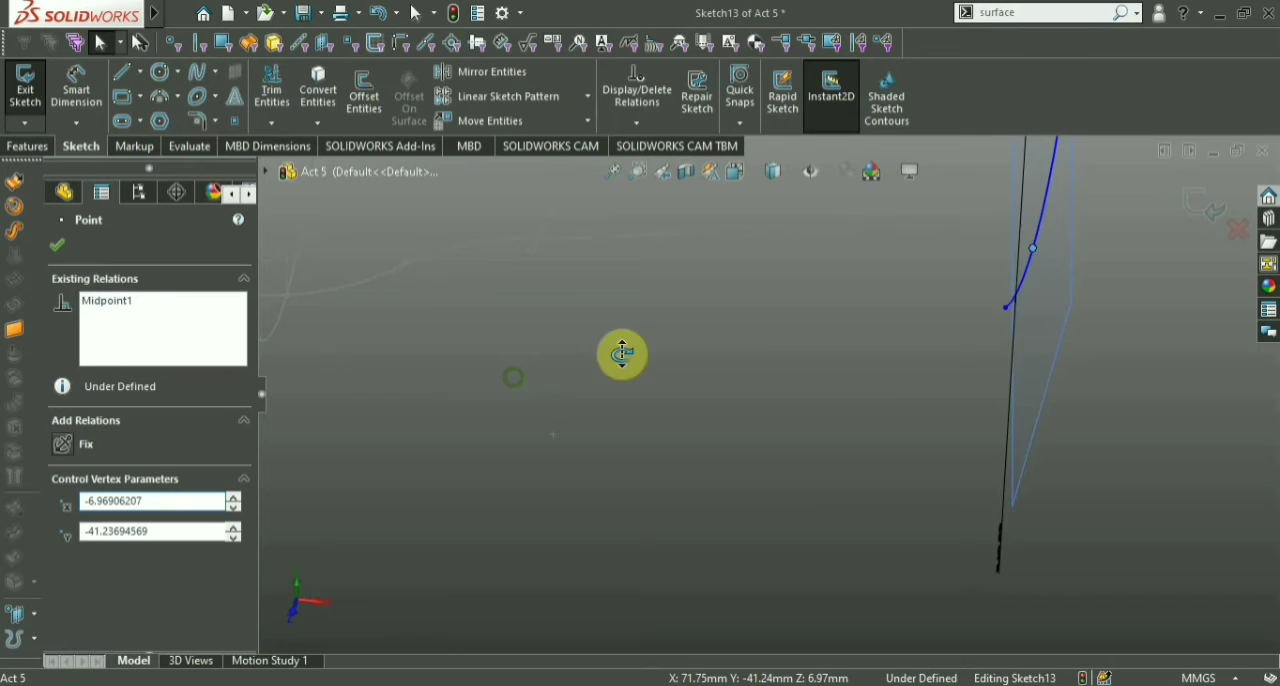 SOLIDWORKS
Sketch13 of Act 5 *
surface
Exit Sketch
Smart Dimension
Trim Entities
Convert Entities
Offset Entities
Offset On Surface
Mirror Entities
Linear Sketch Pattern
Move Entities
Display/Delete Relations
Repair Sketch
Quick Snaps
Rapid Sketch
Instant2D
Shaded Sketch Contours
Features Sketch Markup Evaluate MBD Dimensions SOLIDWORKS Add-Ins MBD SOLIDWORKS CAM SOLIDWORKS CAM TBM
Act 5 (Default<<Default>...
Point
Existing Relations
Midpoint1
Under Defined
Add Relations
Fix
Control Vertex Parameters
-6.96906207
-41.23694569
Model 3D Views Motion Study 1
Act 5 X: 71.75mm Y: -41.24mm Z: 6.97mm Under Defined Editing Sketch13 MMGS